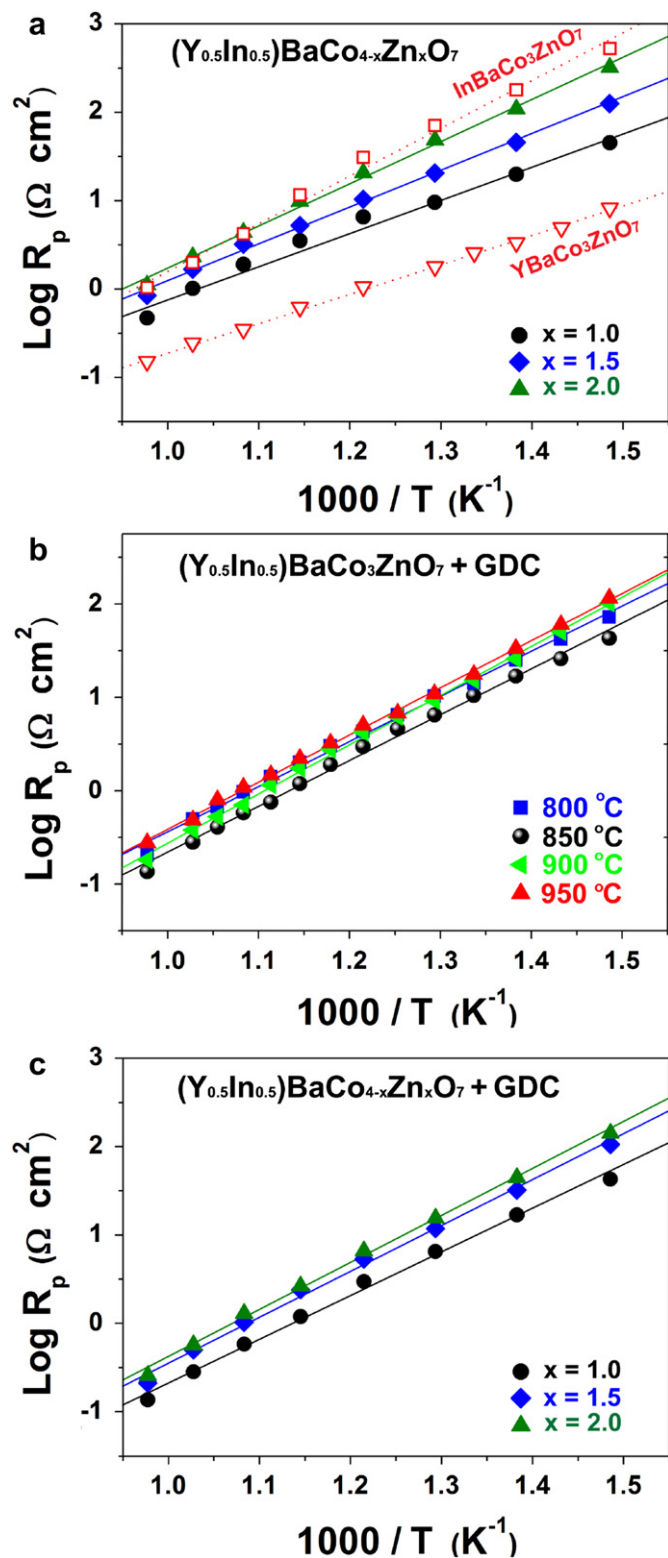 a
(Y0.5In0.5)BaCo4-xZnxO7
InBaCo3ZnO7
YBaCo3ZnO7
Log Rp (Ω cm2)
3
2
1
0
-1
x = 1.0
x = 1.5
x = 2.0
1.0 1.1 1.2 1.3 1.4 1.5
1000 / T (K-1)
b
(Y0.5In0.5)BaCo3ZnO7 + GDC
Log Rp (Ω cm2)
2
1
0
-1
800 °C
850 °C
900 °C
950 °C
1.0 1.1 1.2 1.3 1.4 1.5
1000 / T (K-1)
c
(Y0.5In0.5)BaCo4-xZnxO7 + GDC
Log Rp (Ω cm2)
3
2
1
0
-1
x = 1.0
x = 1.5
x = 2.0
1.0 1.1 1.2 1.3 1.4 1.5
1000 / T (K-1)